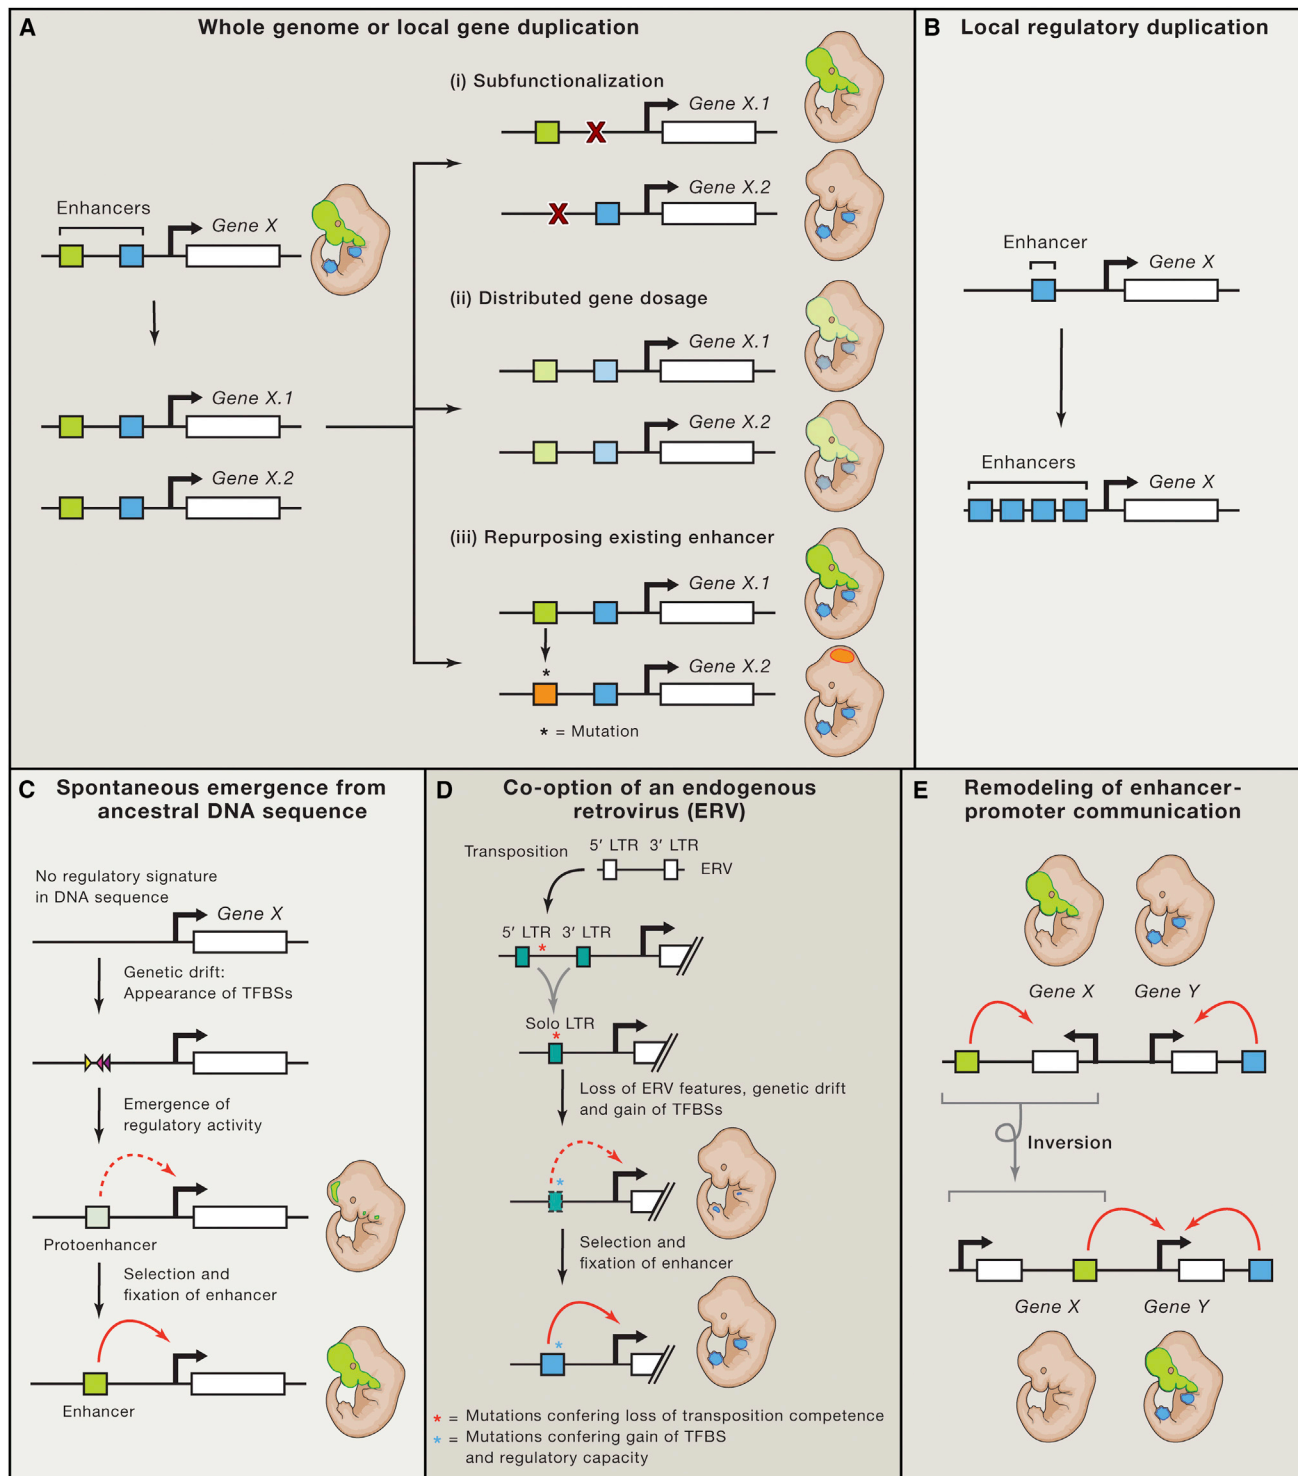 A Whole genome or local gene duplication
Enhancers
Gene X
Gene X.1
Gene X.2
(i) Subfunctionalization
Gene X.1
X
Gene X.2
X
(ii) Distributed gene dosage
Gene X.1
Gene X.2
(iii) Repurposing existing enhancer
Gene X.1
*
Gene X.2
* = Mutation
B Local regulatory duplication
Enhancer
Gene X
Enhancers
Gene X
C Spontaneous emergence from
ancestral DNA sequence
No regulatory signature
in DNA sequence
Gene X
Genetic drift:
Appearance of TFBSs
Emergence of
regulatory activity
Protoenhancer
Selection and
fixation of enhancer
Enhancer
D Co-option of an endogenous
retrovirus (ERV)
Transposition
5′ LTR 3′ LTR
ERV
5′ LTR 3′ LTR
*
Solo LTR
*
Loss of ERV features, genetic drift
and gain of TFBSs
*
Selection and
fixation of enhancer
*
* = Mutations confering loss of transposition competence
* = Mutations confering gain of TFBS
and regulatory capacity
E Remodeling of enhancer-
promoter communication
Gene X Gene Y
Inversion
Gene X Gene Y